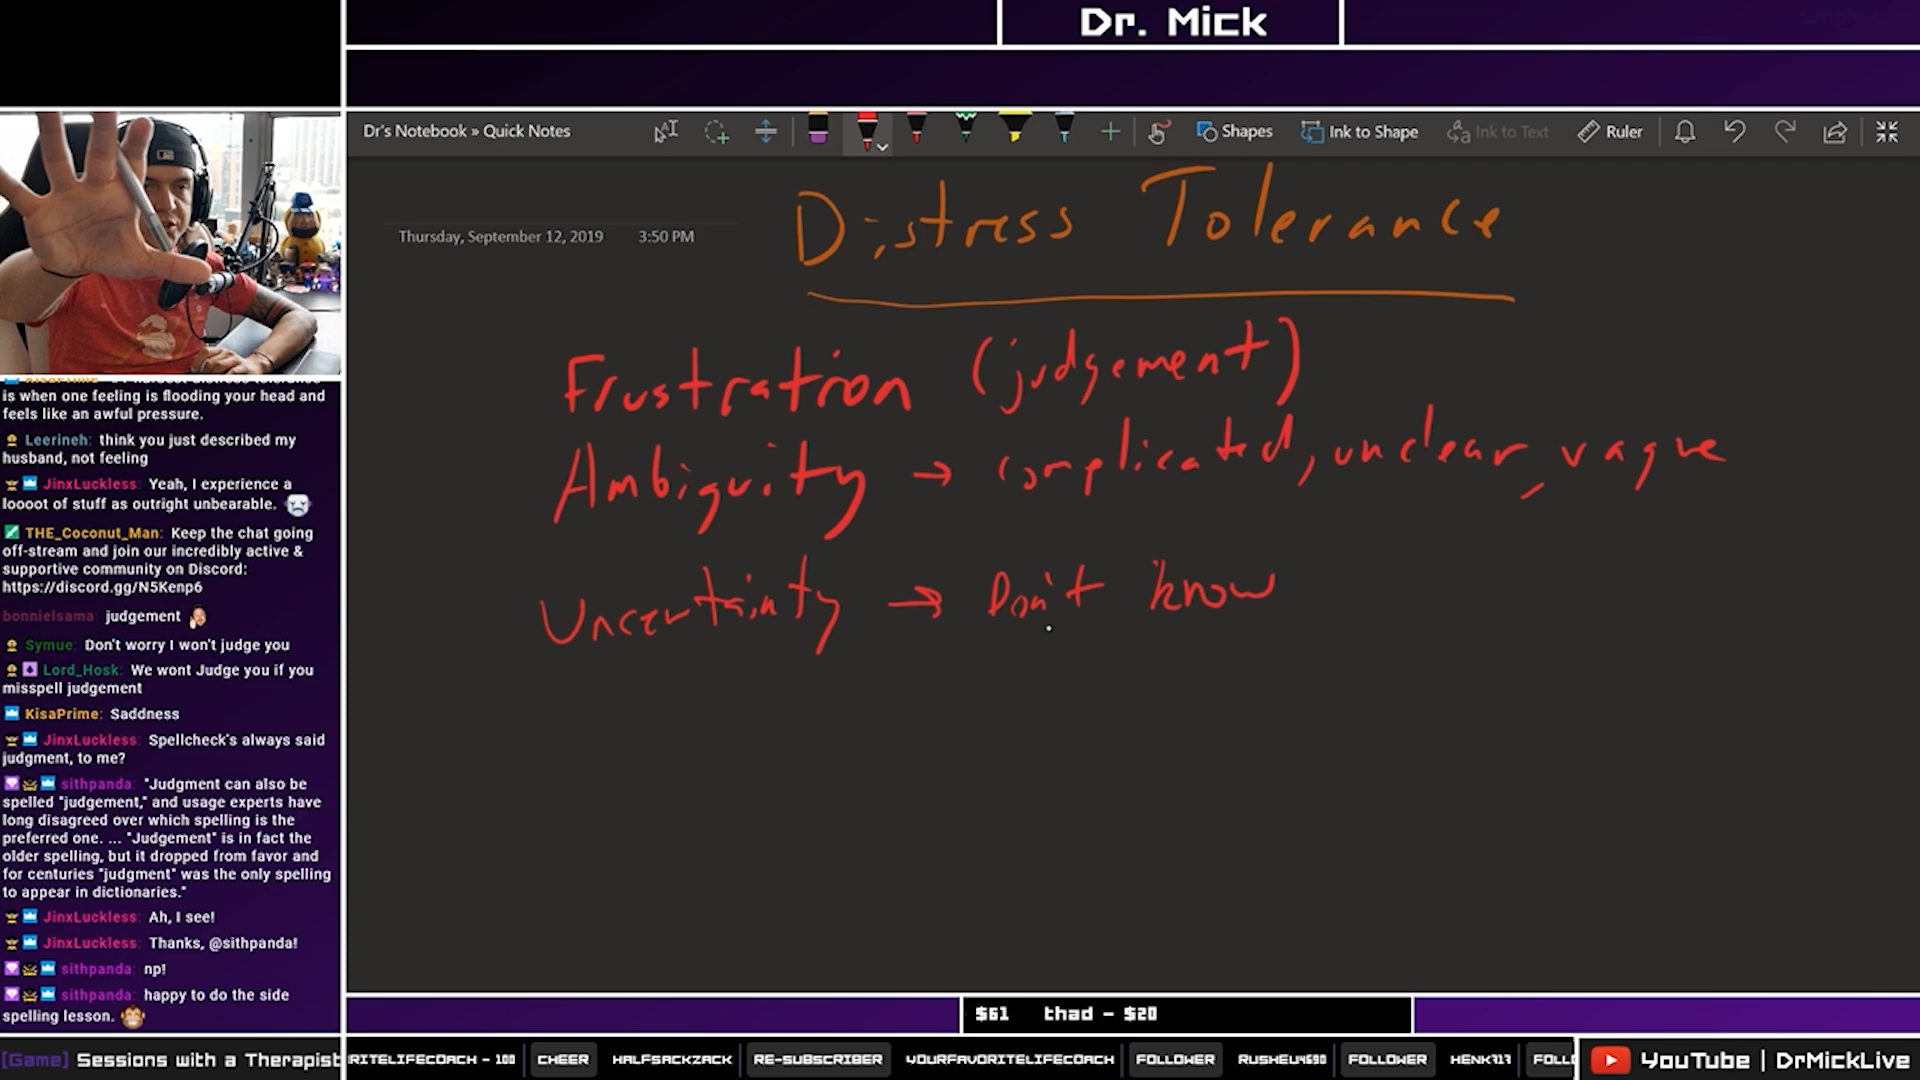 Dr. Mick
Dr's Notebook » Quick Notes
Shapes
Ink to Shape
Ink to Text
Ruler
Thursday, September 12, 2019 3:50 PM
Distress Tolerance
Frustration (judgement)
Ambiguity → complicated, unclear, vague
Uncertainty → Don't know
is when one feeling is flooding your head and
feels like an awful pressure.
Leerineh: think you just described my
husband, not feeling
JinxLuckless: Yeah, I experience a
loooot of stuff as outright unbearable.
THE_Coconut_Man: Keep the chat going
off-stream and join our incredibly active &
supportive community on Discord:
https://discord.gg/N5Kenp6
bonnielsama: judgement
Symue: Don't worry I won't judge you
Lord_Hosk: We wont Judge you if you
misspell judgement
KisaPrime: Saddness
JinxLuckless: Spellcheck's always said
judgment, to me?
sithpanda: "Judgment can also be
spelled "judgement," and usage experts have
long disagreed over which spelling is the
preferred one. ... "Judgement" is in fact the
older spelling, but it dropped from favor and
for centuries "judgment" was the only spelling
to appear in dictionaries."
JinxLuckless: Ah, I see!
JinxLuckless: Thanks, @sithpanda!
sithpanda: np!
sithpanda: happy to do the side
spelling lesson.
$61 thad - $20
[Game] Sessions with a Therapist
RITELIFECOACH - 100 CHEER HALFSACKZACK RE-SUBSCRIBER YOURFAVORITELIFECOACH FOLLOWER RUSHEU4690 FOLLOWER HENK717 FOLL
YouTube | DrMickLive